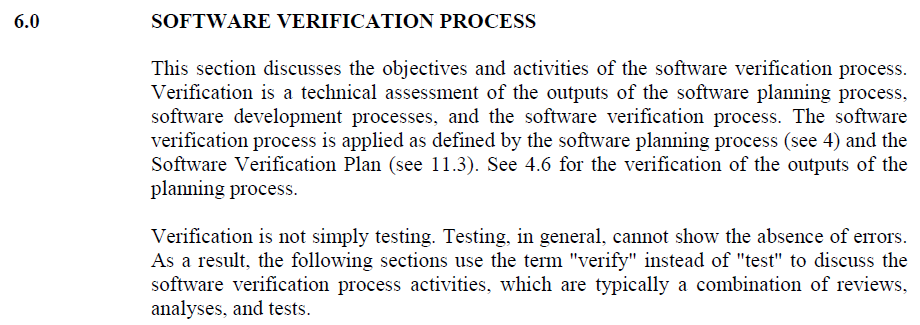 6.0 SOFTWARE VERIFICATION PROCESS
This section discusses the objectives and activities of the software verification process.
Verification is a technical assessment of the outputs of the software planning process,
software development processes, and the software verification process. The software
verification process is applied as defined by the software planning process (see 4) and the
Software Verification Plan (see 11.3). See 4.6 for the verification of the outputs of the
planning process.
Verification is not simply testing. Testing, in general, cannot show the absence of errors.
As a result, the following sections use the term "verify" instead of "test" to discuss the
software verification process activities, which are typically a combination of reviews,
analyses, and tests.